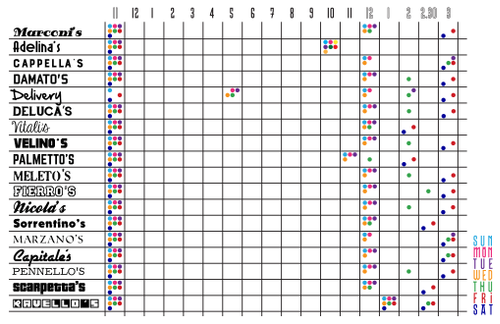 11 12 1 2 3 4 5 6 7 8 9 10 11 12 1 2 2:30 3
Marconi's
Adelina's
CAPPELLA'S
DAMATO'S
Delivery
DELUCA'S
Vitali's
VELINO'S
PALMETTO'S
MELETO'S
FIERRO'S
Nicola's
Sorrentino's
MARZANO'S
Capitale's
PENNELLO'S
scarpetta's
RAVELLO'S
SUN
MON
TUE
WED
THU
FRI
SAT